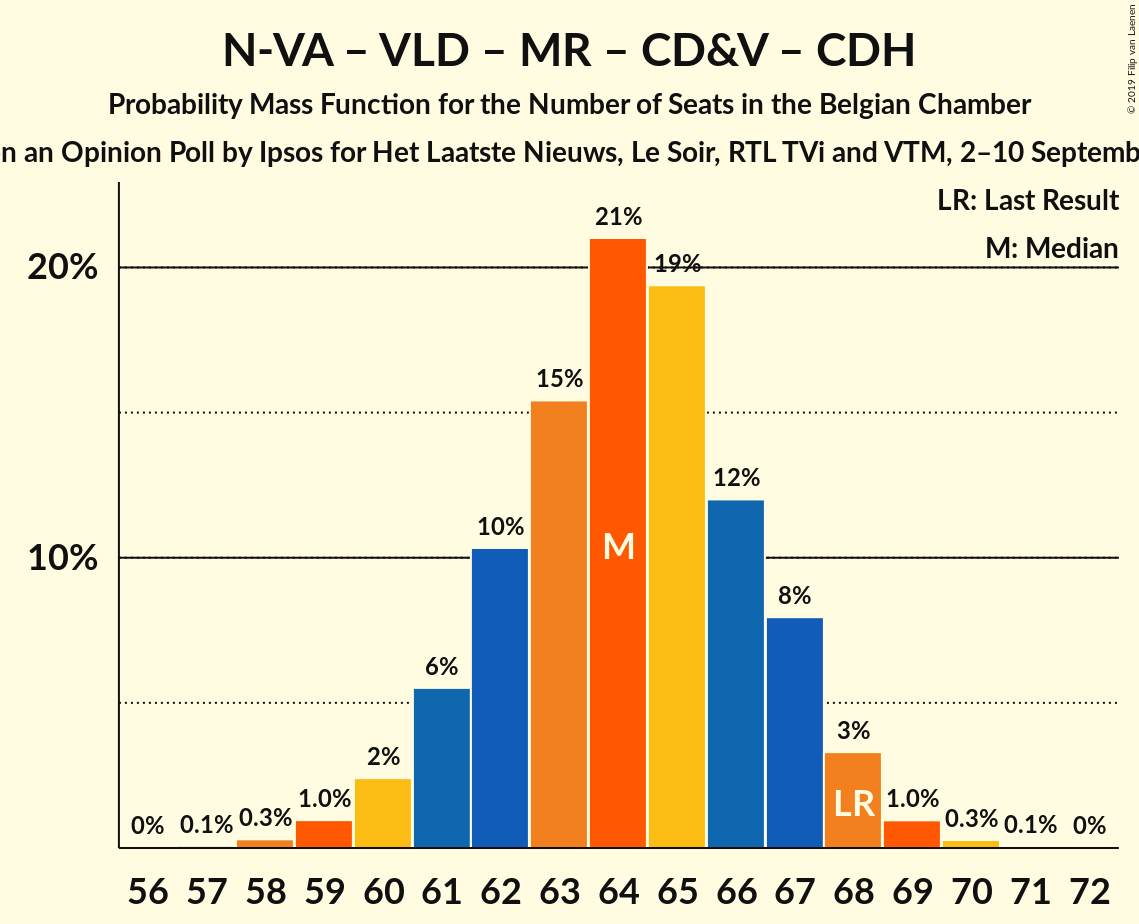 N-VA – VLD – MR – CD&V – CDH
Probability Mass Function for the Number of Seats in the Belgian Chamber
n an Opinion Poll by Ipsos for Het Laatste Nieuws, Le Soir, RTL TVi and VTM, 2–10 Septemb
© 2019 Filip van Laenen
LR: Last Result
M: Median
20%
10%
0%
0.1%
0.3%
1.0%
2%
6%
10%
15%
21%
19%
12%
8%
3%
1.0%
0.3%
0.1%
0%
M
LR
56 57 58 59 60 61 62 63 64 65 66 67 68 69 70 71 72